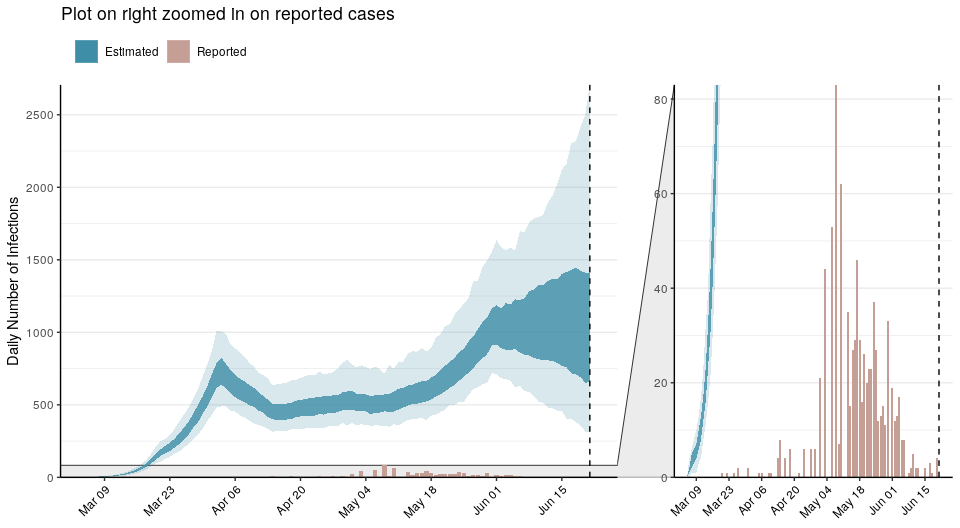 Plot on right zoomed in on reported cases
Estimated Reported
Daily Number of Infections
2500
2000
1500
1000
500
0
Mar 09 Mar 23 Apr 06 Apr 20 May 04 May 18 Jun 01 Jun 15
80
60
40
20
0
Mar 09 Mar 23 Apr 06 Apr 20 May 04 May 18 Jun 01 Jun 15